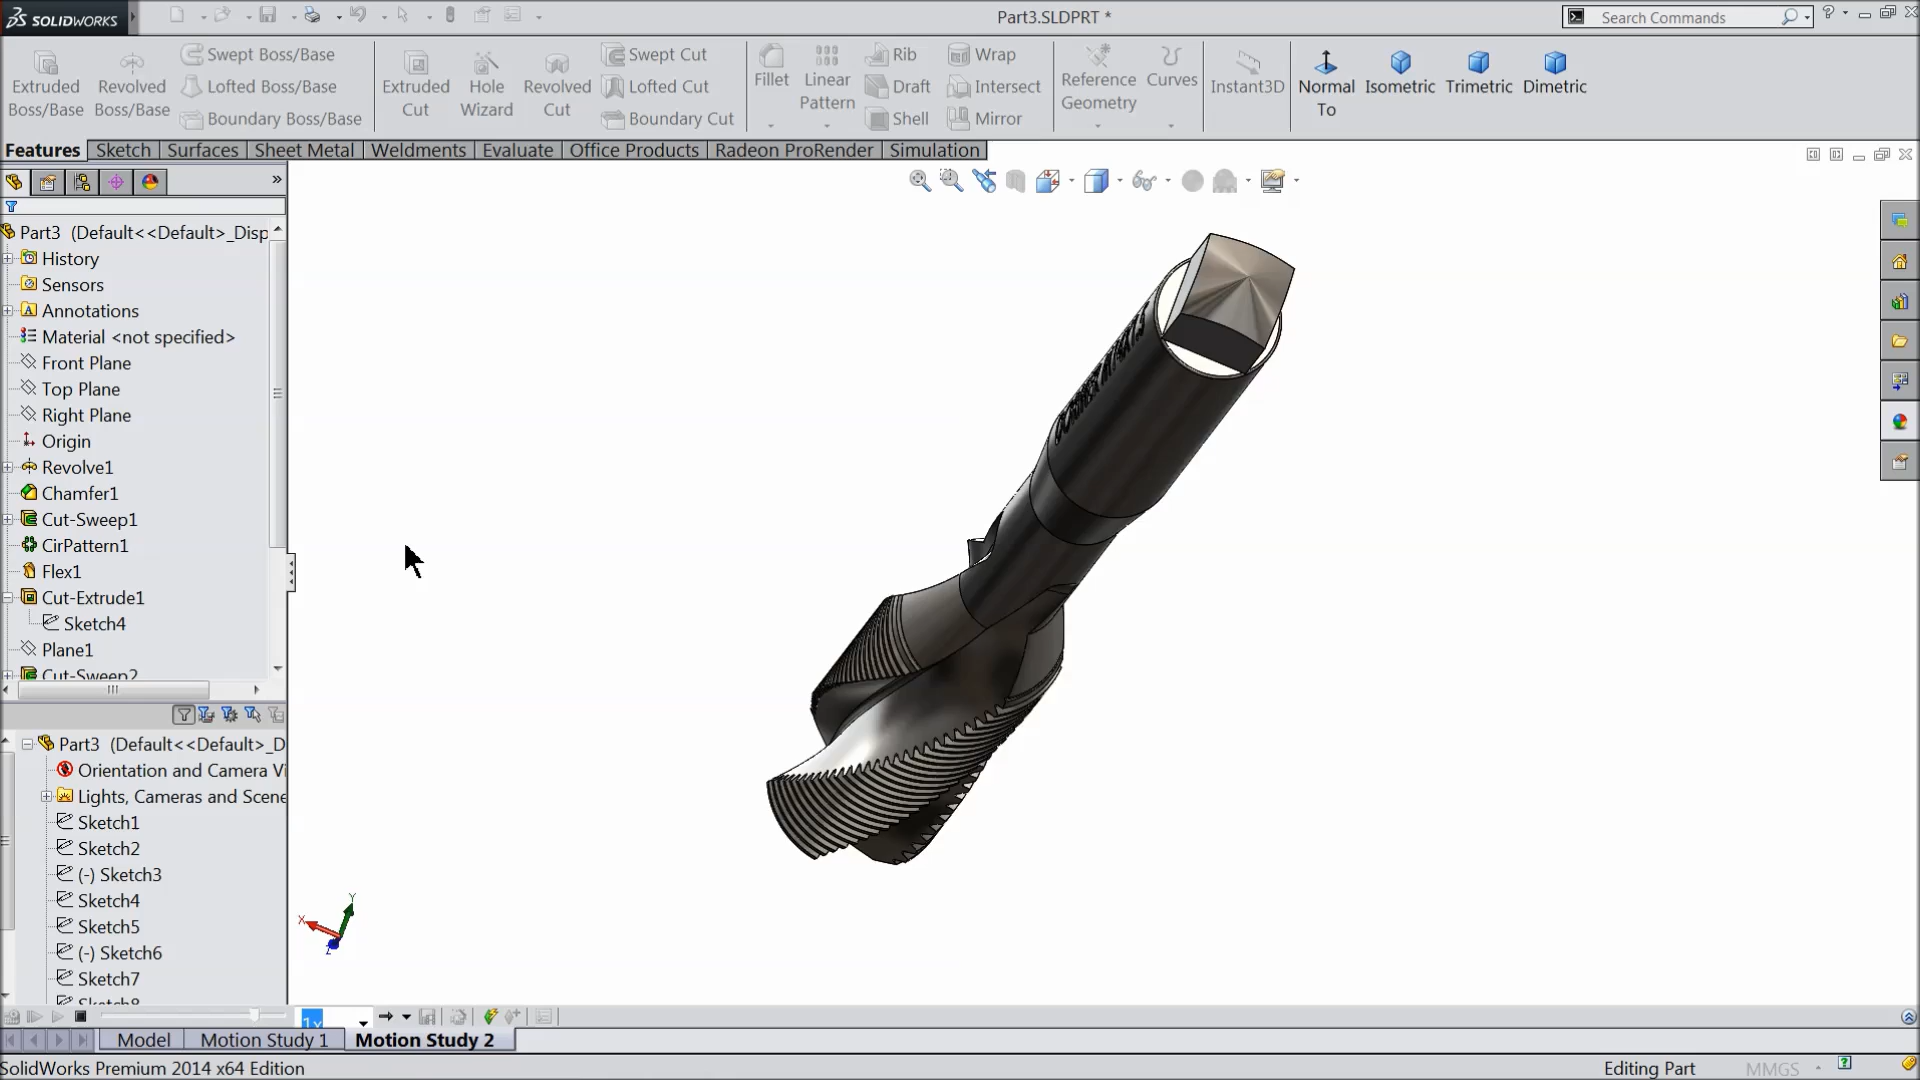 SOLIDWORKS
Part3.SLDPRT *
Search Commands
Extruded Boss/Base
Revolved Boss/Base
Swept Boss/Base
Lofted Boss/Base
Boundary Boss/Base
Extruded Cut
Hole Wizard
Revolved Cut
Swept Cut
Lofted Cut
Boundary Cut
Fillet
Linear Pattern
Rib
Draft
Shell
Wrap
Intersect
Mirror
Reference Geometry
Curves
Instant3D
Normal To
Isometric
Trimetric
Dimetric
Features
Sketch
Surfaces
Sheet Metal
Weldments
Evaluate
Office Products
Radeon ProRender
Simulation
Part3 (Default<<Default>_Disp
History
Sensors
Annotations
Material <not specified>
Front Plane
Top Plane
Right Plane
Origin
Revolve1
Chamfer1
Cut-Sweep1
CirPattern1
Flex1
Cut-Extrude1
Sketch4
Plane1
Cut-Sweep2
Part3 (Default<<Default>_D
Orientation and Camera Vi
Lights, Cameras and Scene
Sketch1
Sketch2
(-) Sketch3
Sketch4
Sketch5
(-) Sketch6
Sketch7
Sketch8
X
Y
Z
1x
Model
Motion Study 1
Motion Study 2
SolidWorks Premium 2014 x64 Edition
Editing Part
MMGS